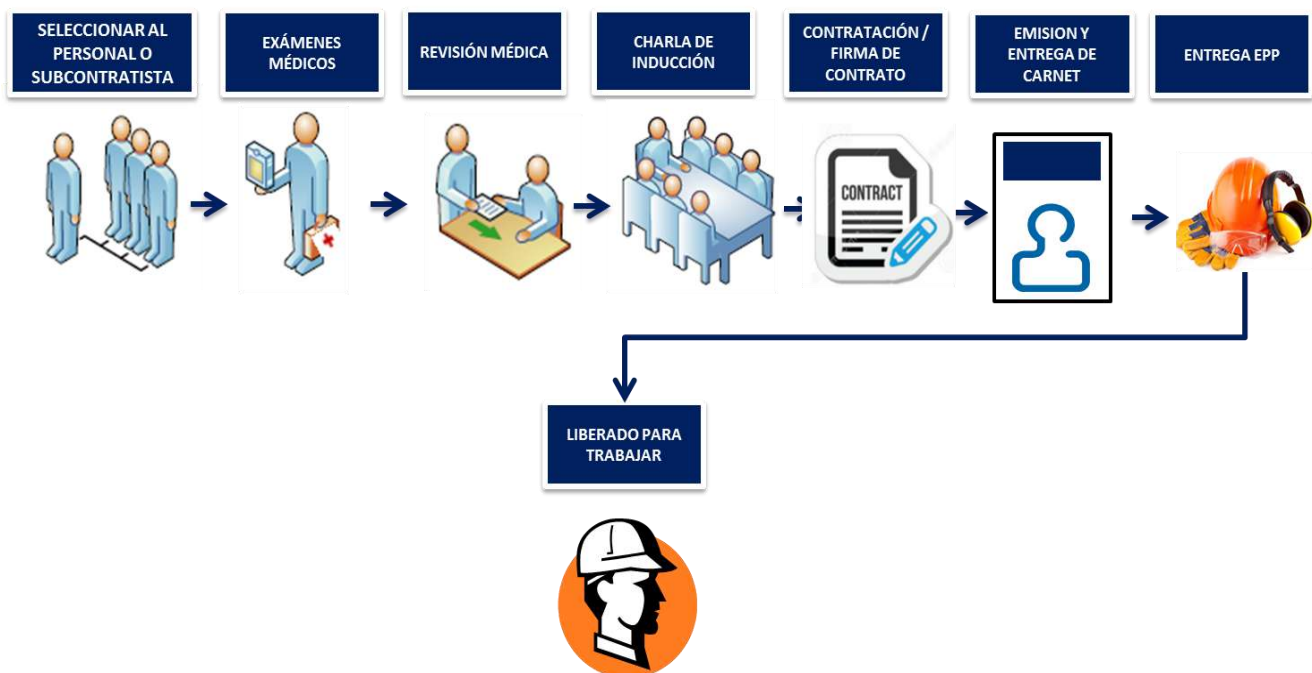 SELECCIONAR AL
PERSONAL O
SUBCONTRATISTA
EXÁMENES
MÉDICOS
REVISIÓN MÉDICA
CHARLA DE
INDUCCIÓN
CONTRATACIÓN /
FIRMA DE
CONTRATO
EMISION Y
ENTREGA DE
CARNET
ENTREGA EPP
CONTRACT
LIBERADO PARA
TRABAJAR